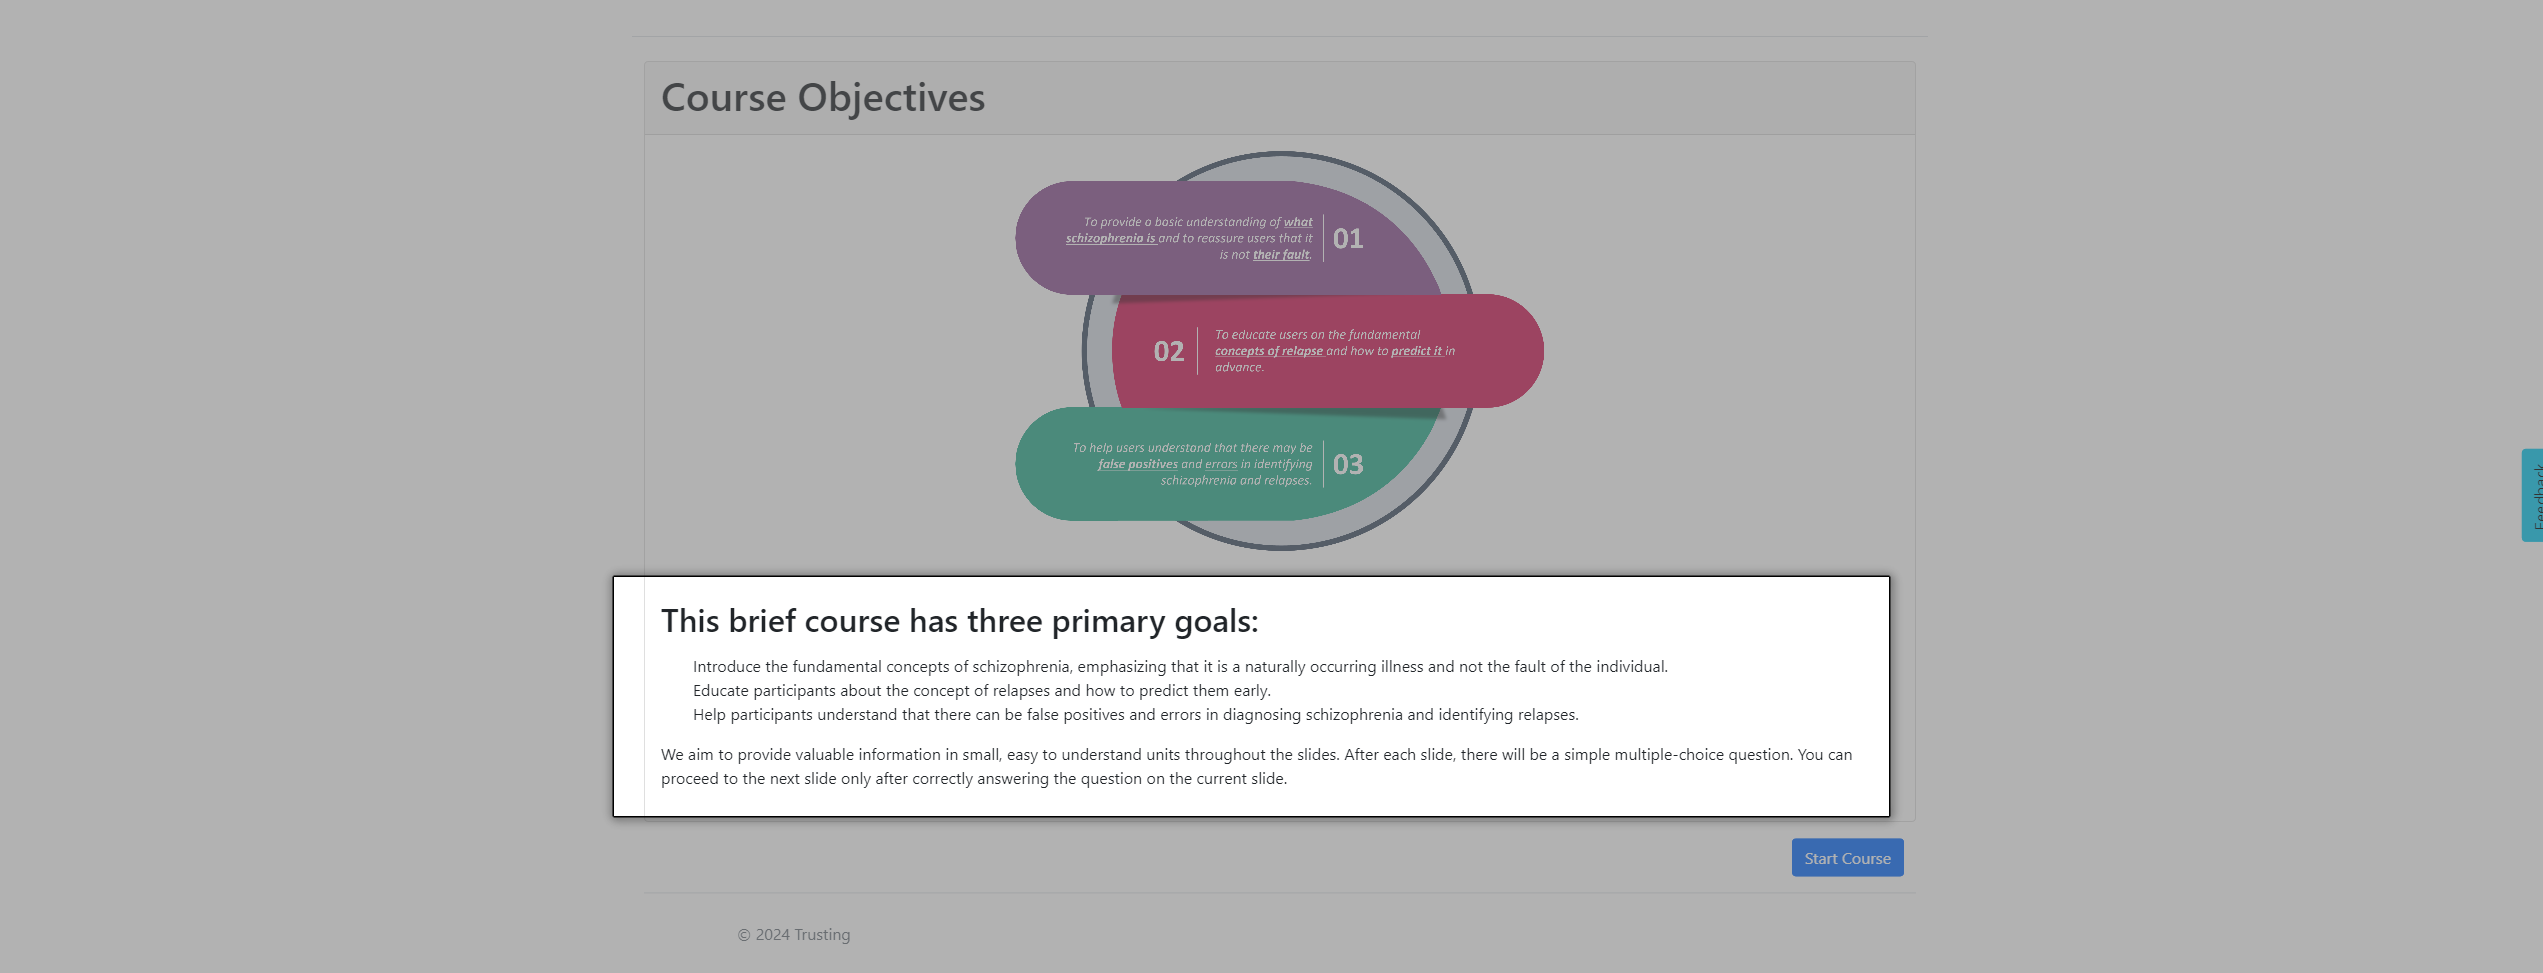 Course Objectives
To provide a basic understanding of what
schizophrenia is and to reassure users that it
is not their fault.
01
02
To educate users on the fundamental
concepts of relapse and how to predict it in
advance.
To help users understand that there may be
false positives and errors in identifying
schizophrenia and relapses.
03
This brief course has three primary goals:
Introduce the fundamental concepts of schizophrenia, emphasizing that it is a naturally occurring illness and not the fault of the individual.
Educate participants about the concept of relapses and how to predict them early.
Help participants understand that there can be false positives and errors in diagnosing schizophrenia and identifying relapses.
We aim to provide valuable information in small, easy to understand units throughout the slides. After each slide, there will be a simple multiple-choice question. You can
proceed to the next slide only after correctly answering the question on the current slide.
Start Course
© 2024 Trusting
Feedback